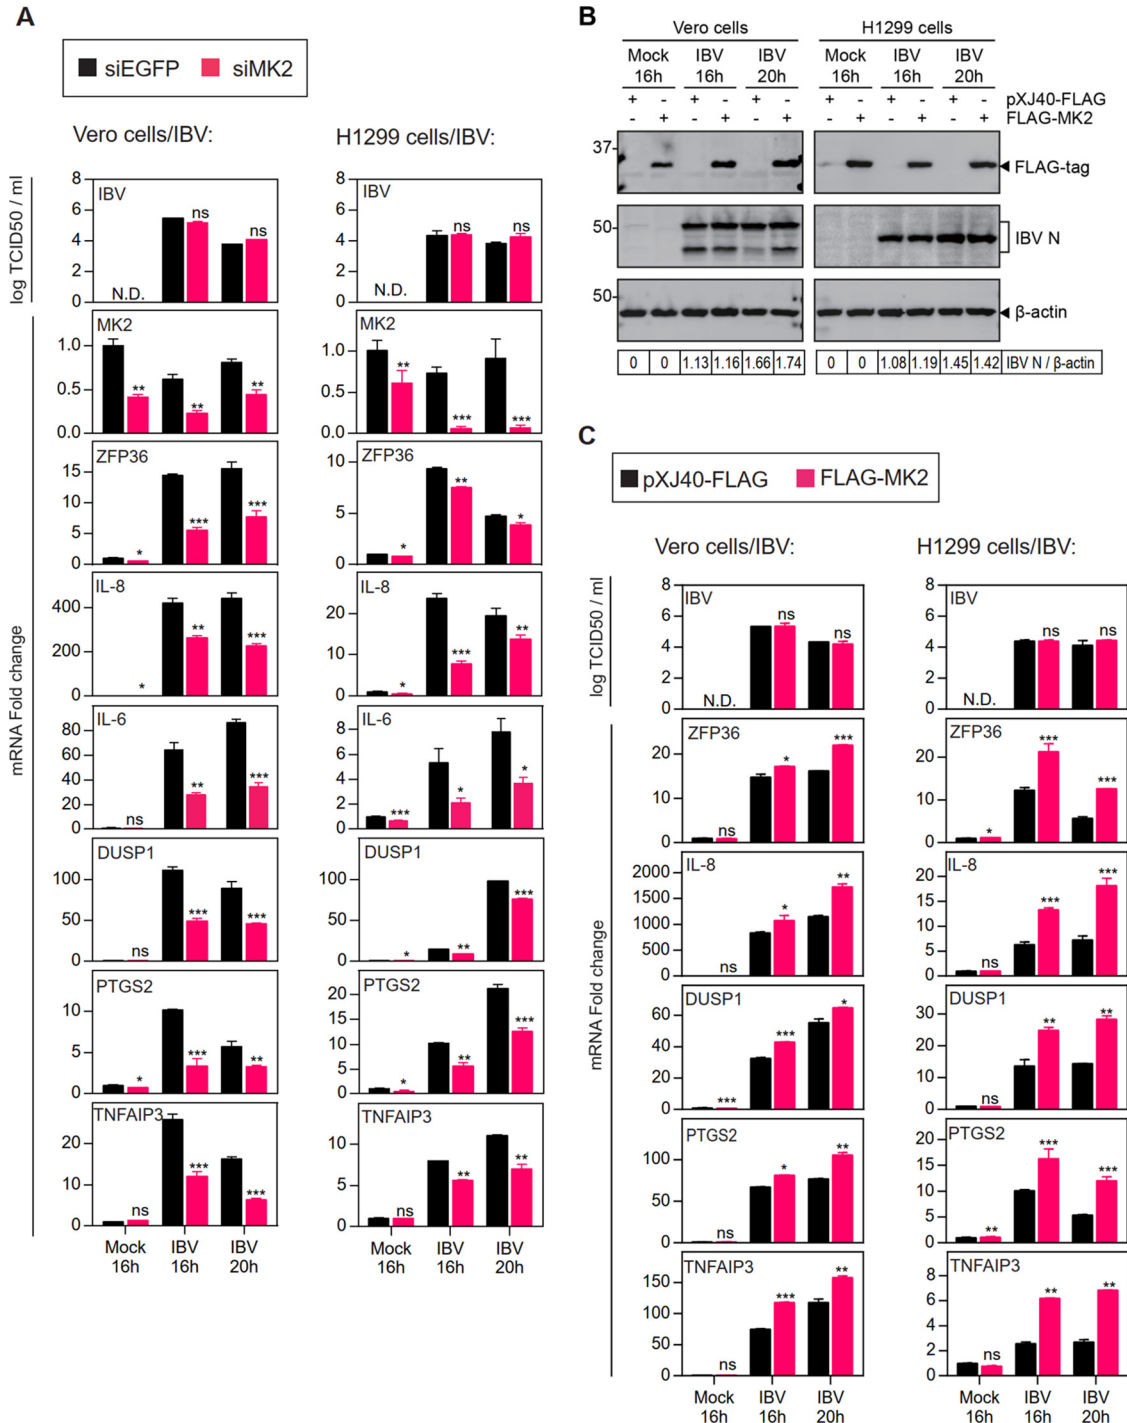 A
siEGFP siMK2
Vero cells/IBV: H1299 cells/IBV:
log TCID50 / ml
8
6
4
2
0
IBV
N.D.
ns
ns
8
6
4
2
0
IBV
N.D.
ns
ns
mRNA Fold change
MK2
1.0
0.5
0.0
**
**
**
MK2
1.0
0.5
0.0
**
***
***
ZFP36
15
10
5
0
*
***
***
ZFP36
10
5
0
*
**
*
IL-8
400
200
0
*
**
***
IL-8
20
10
0
*
***
**
IL-6
80
60
40
20
0
ns
**
***
IL-6
8
6
4
2
0
***
*
*
DUSP1
100
50
0
ns
***
***
DUSP1
100
50
0
*
**
***
PTGS2
10
5
0
*
***
**
PTGS2
20
15
10
5
0
*
**
***
TNFAIP3
20
10
0
ns
***
***
TNFAIP3
10
5
0
ns
**
**
Mock IBV IBV
16h 16h 20h
Mock IBV IBV
16h 16h 20h
B
Vero cells H1299 cells
Mock IBV IBV Mock IBV IBV
16h 16h 20h 16h 16h 20h
+ - + - + - + - + - + - pXJ40-FLAG
- + - + - + - + - + - + FLAG-MK2
37
FLAG-tag
50
IBV N
50
β-actin
0 0 1.13 1.16 1.66 1.74 0 0 1.08 1.19 1.45 1.42 IBV N / β-actin
C
pXJ40-FLAG FLAG-MK2
Vero cells/IBV: H1299 cells/IBV:
log TCID50 / ml
8
6
4
2
0
IBV
N.D.
ns
ns
8
6
4
2
0
IBV
N.D.
ns
ns
mRNA Fold change
ZFP36
20
10
0
ns
*
***
ZFP36
20
10
0
*
***
***
IL-8
2000
1500
1000
500
0
ns
*
**
IL-8
20
15
10
5
0
ns
***
***
DUSP1
60
40
20
0
***
***
*
DUSP1
30
20
10
0
ns
**
**
PTGS2
100
50
0
ns
*
**
PTGS2
20
15
10
5
0
**
***
***
TNFAIP3
150
100
50
0
ns
***
**
TNFAIP3
8
6
4
2
0
ns
**
**
Mock IBV IBV
16h 16h 20h
Mock IBV IBV
16h 16h 20h